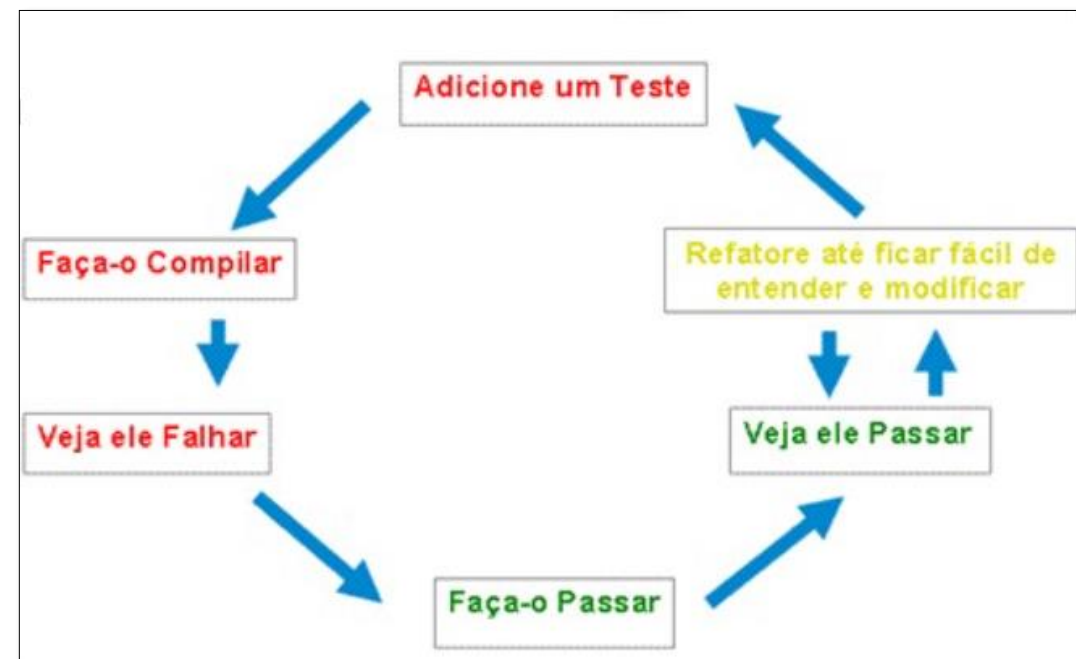 Adicione um Teste
Faça-o Compilar
Refatore até ficar fácil de
entender e modificar
Veja ele Falhar
Veja ele Passar
Faça-o Passar